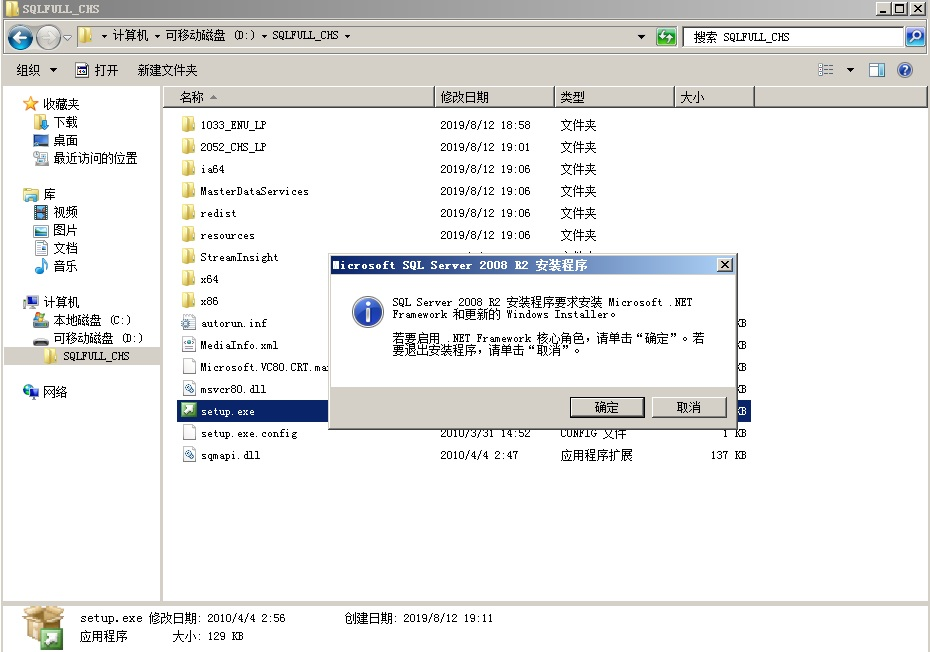 SQLFULL_CHS
计算机 可移动磁盘 (D:) SQLFULL_CHS
搜索 SQLFULL_CHS
组织 打开 新建文件夹
名称 修改日期 类型 大小
收藏夹
下载
桌面
最近访问的位置
库
视频
图片
文档
音乐
计算机
本地磁盘 (C:)
可移动磁盘 (D:)
SQLFULL_CHS
网络
1033_ENU_LP 2019/8/12 18:58 文件夹
2052_CHS_LP 2019/8/12 19:01 文件夹
ia64 2019/8/12 19:06 文件夹
MasterDataServices 2019/8/12 19:06 文件夹
redist 2019/8/12 19:06 文件夹
resources 2019/8/12 19:06 文件夹
StreamInsight
x64
x86
autorun.inf KB
MediaInfo.xml KB
Microsoft.VC80.CRT.ma KB
msvcr80.dll KB
setup.exe KB
setup.exe.config 2010/3/31 14:52 CONFIG 文件 1 KB
sqmapi.dll 2010/4/4 2:47 应用程序扩展 137 KB
Microsoft SQL Server 2008 R2 安装程序
SQL Server 2008 R2 安装程序要求安装 Microsoft .NET
Framework 和更新的 Windows Installer。
若要启用 .NET Framework 核心角色，请单击“确定”。若
要退出安装程序，请单击“取消”。
确定 取消
setup.exe 修改日期: 2010/4/4 2:56 创建日期: 2019/8/12 19:11
应用程序 大小: 129 KB